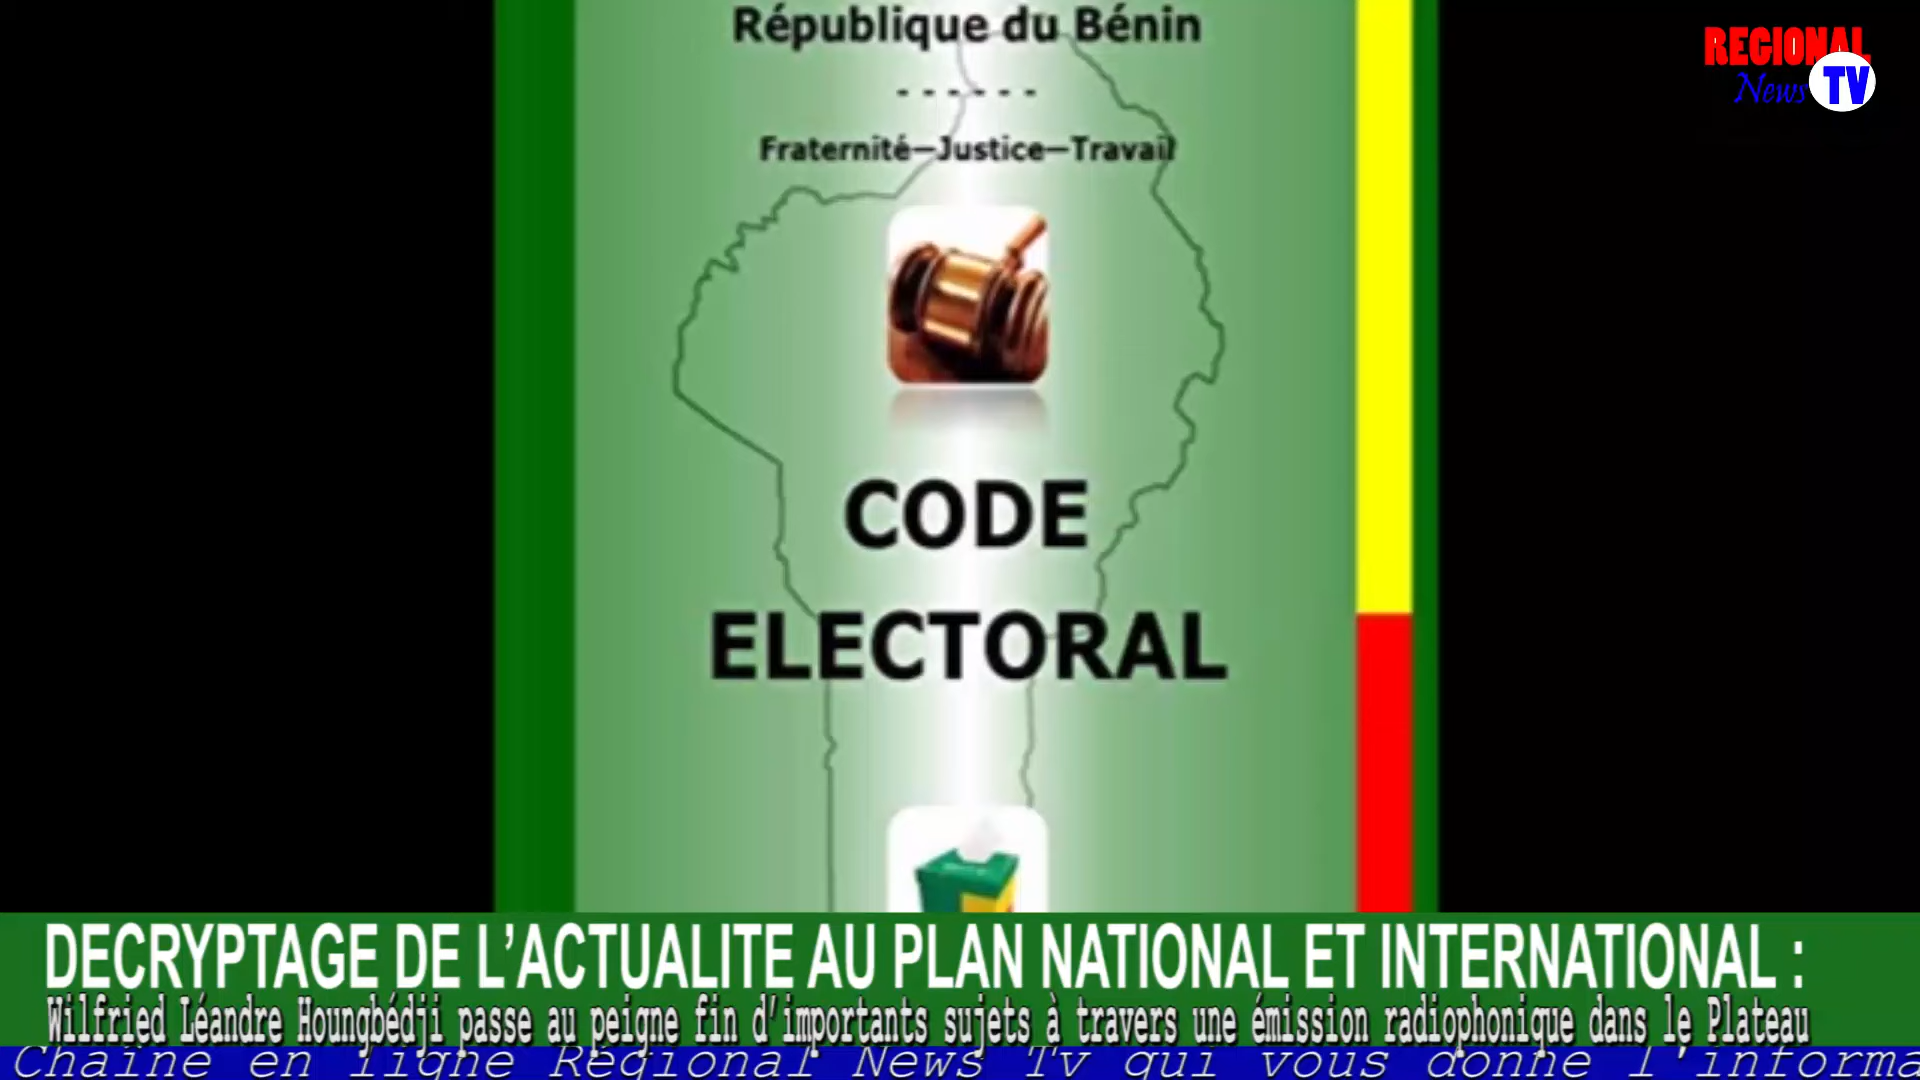 République du Bénin
------
Fraternité—Justice—Travail
REGIONAL
News TV
CODE
ELECTORAL
DECRYPTAGE DE L’ACTUALITE AU PLAN NATIONAL ET INTERNATIONAL :
Wilfried Léandre Houngbédji passe au peigne fin d’importants sujets à travers une émission radiophonique dans le Plateau
Chaîne en ligne Régional News Tv qui vous donne l’informa